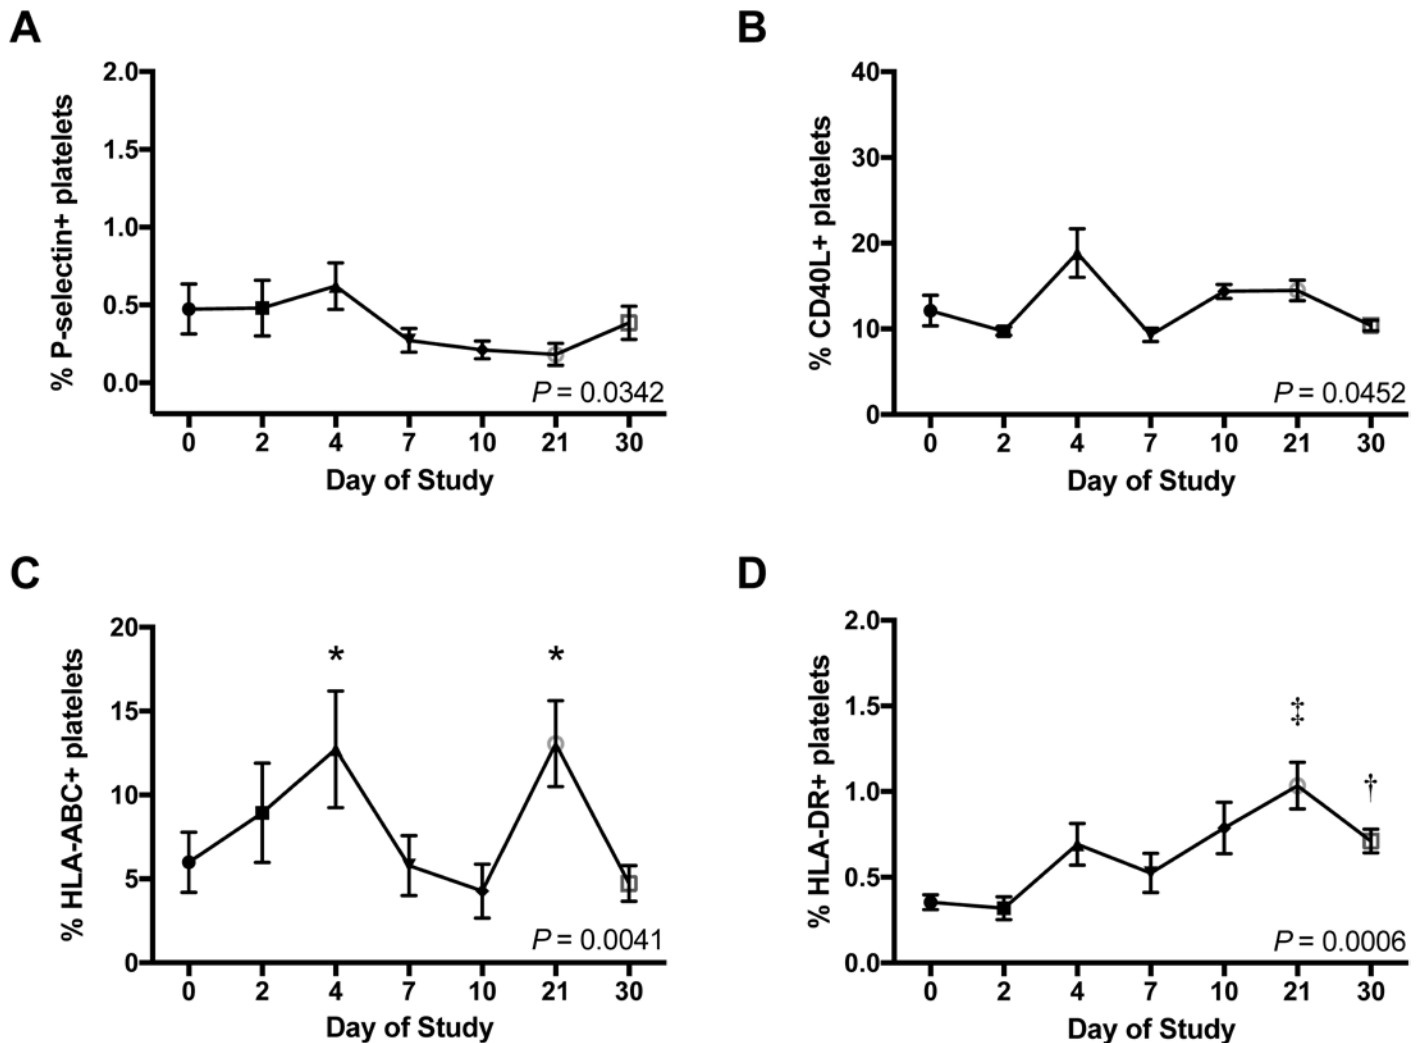 A
% P-selectin+ platelets
2.0
1.5
1.0
0.5
0.0
P = 0.0342
0 2 4 7 10 21 30
Day of Study
B
% CD40L+ platelets
40
30
20
10
0
P = 0.0452
0 2 4 7 10 21 30
Day of Study
C
% HLA-ABC+ platelets
20
15
10
5
0
* *
P = 0.0041
0 2 4 7 10 21 30
Day of Study
D
% HLA-DR+ platelets
2.0
1.5
1.0
0.5
0.0
‡
†
P = 0.0006
0 2 4 7 10 21 30
Day of Study